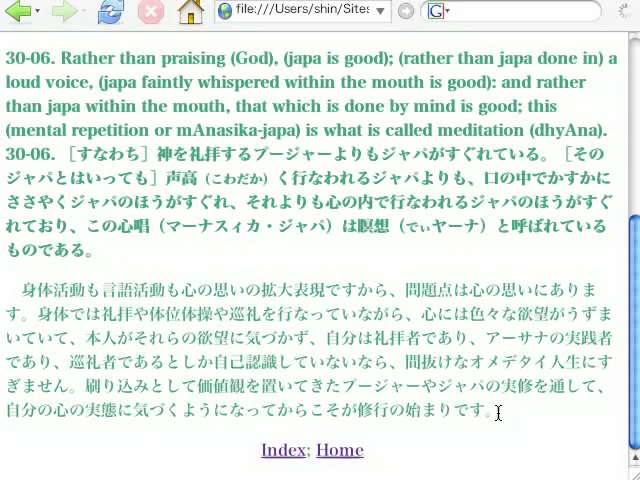 file:///Users/shin/Sites
G
30-06. Rather than praising (God), (japa is good); (rather than japa done in) a
loud voice, (japa faintly whispered within the mouth is good): and rather
than japa within the mouth, that which is done by mind is good; this
(mental repetition or mAnasika-japa) is what is called meditation (dhyAna).
30-06. ［すなわち］神を礼拝するプージャーよりもジャパがすぐれている。［その
ジャパとはいっても］声高（こわだか）く行なわれるジャパよりも、口の中でかすかに
ささやくジャパのほうがすぐれ、それよりも心の内で行なわれるジャパのほうがすぐ
れており、この心唱（マーナスィカ・ジャパ）は瞑想（でぃヤーナ）と呼ばれている
ものである。
身体活動も言語活動も心の思いの拡大表現ですから、問題点は心の思いにありま
す。身体では礼拝や体位体操や巡礼を行なっていながら、心には色々な欲望がうずま
いていて、本人がそれらの欲望に気づかず、自分は礼拝者であり、アーサナの実践者
であり、巡礼者であるとしか自己認識していないなら、間抜けなオメデタイ人生にす
ぎません。刷り込みとして価値観を置いてきたプージャーやジャパの実修を通して、
自分の心の実態に気づくようになってからこそが修行の始まりです。
Index; Home